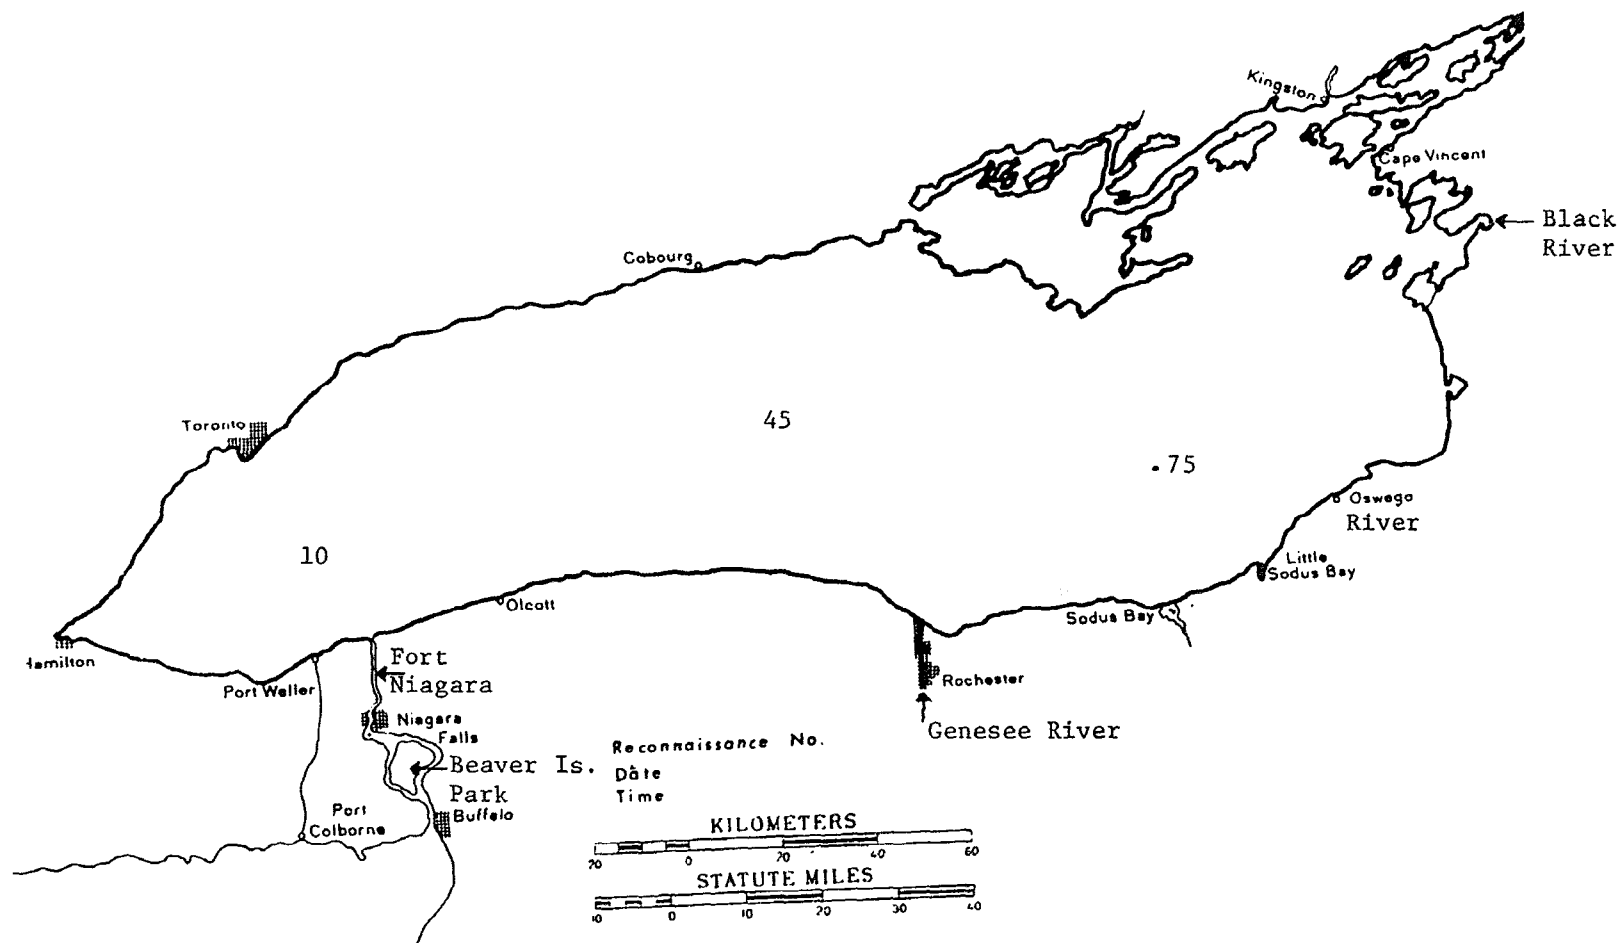 Kingston
Cape Vincent
Black
River
Cobourg
Toronto
45
.75
Oswego
River
10
Little
Sodus Bay
Olcott
Sodus Bay
Hamilton
Fort
Niagara
Port Weller
Rochester
Niagara
Falls
Genesee River
Reconnaissance No.
Beaver Is.
Park
Date
Time
Port
Colborne
Buffalo
KILOMETERS
20 0 20 40 60
STATUTE MILES
10 0 10 20 30 40